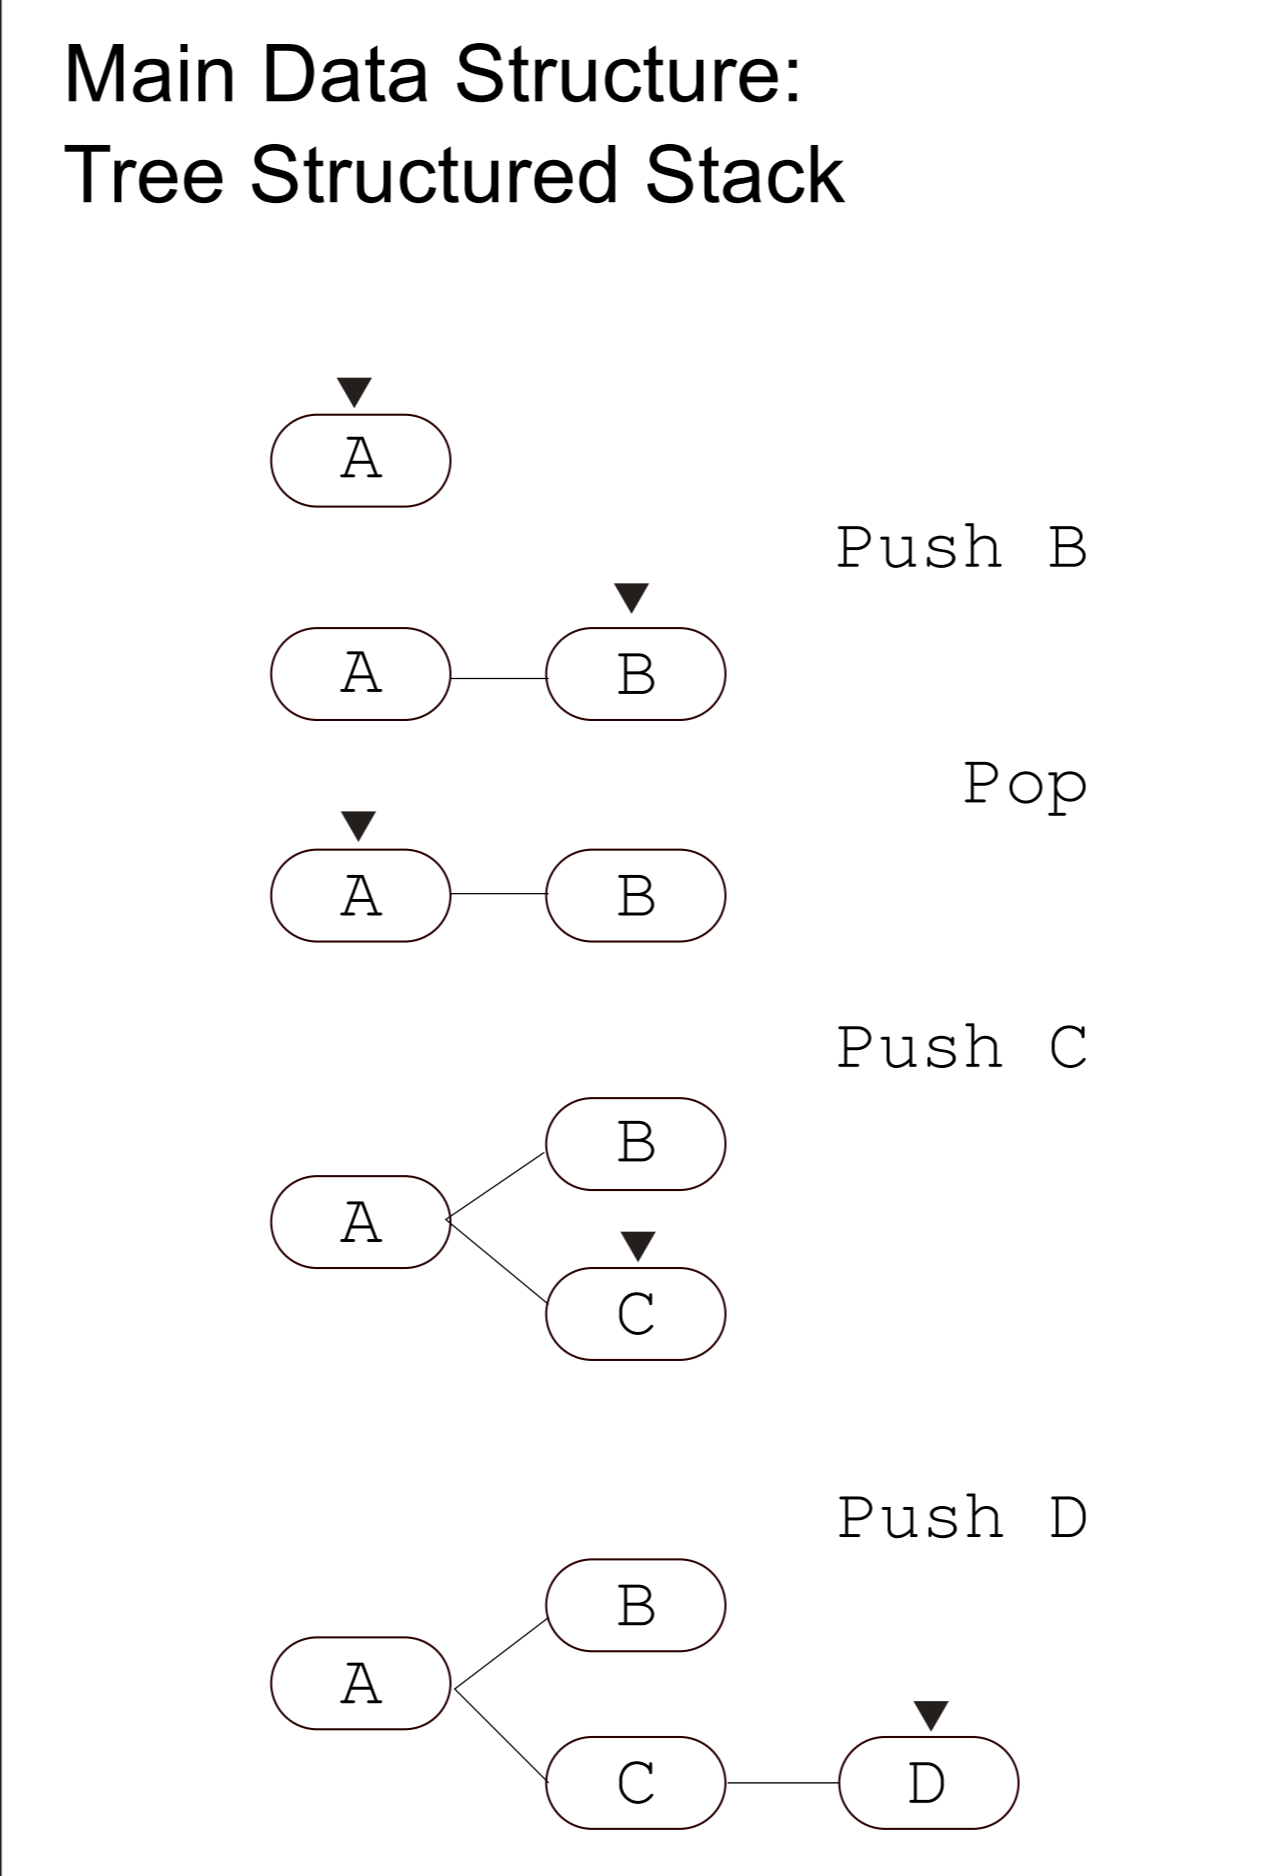 Main Data Structure:
Tree Structured Stack
A
Push B
A B
Pop
A B
Push C
B
A
C
Push D
B
A
C D